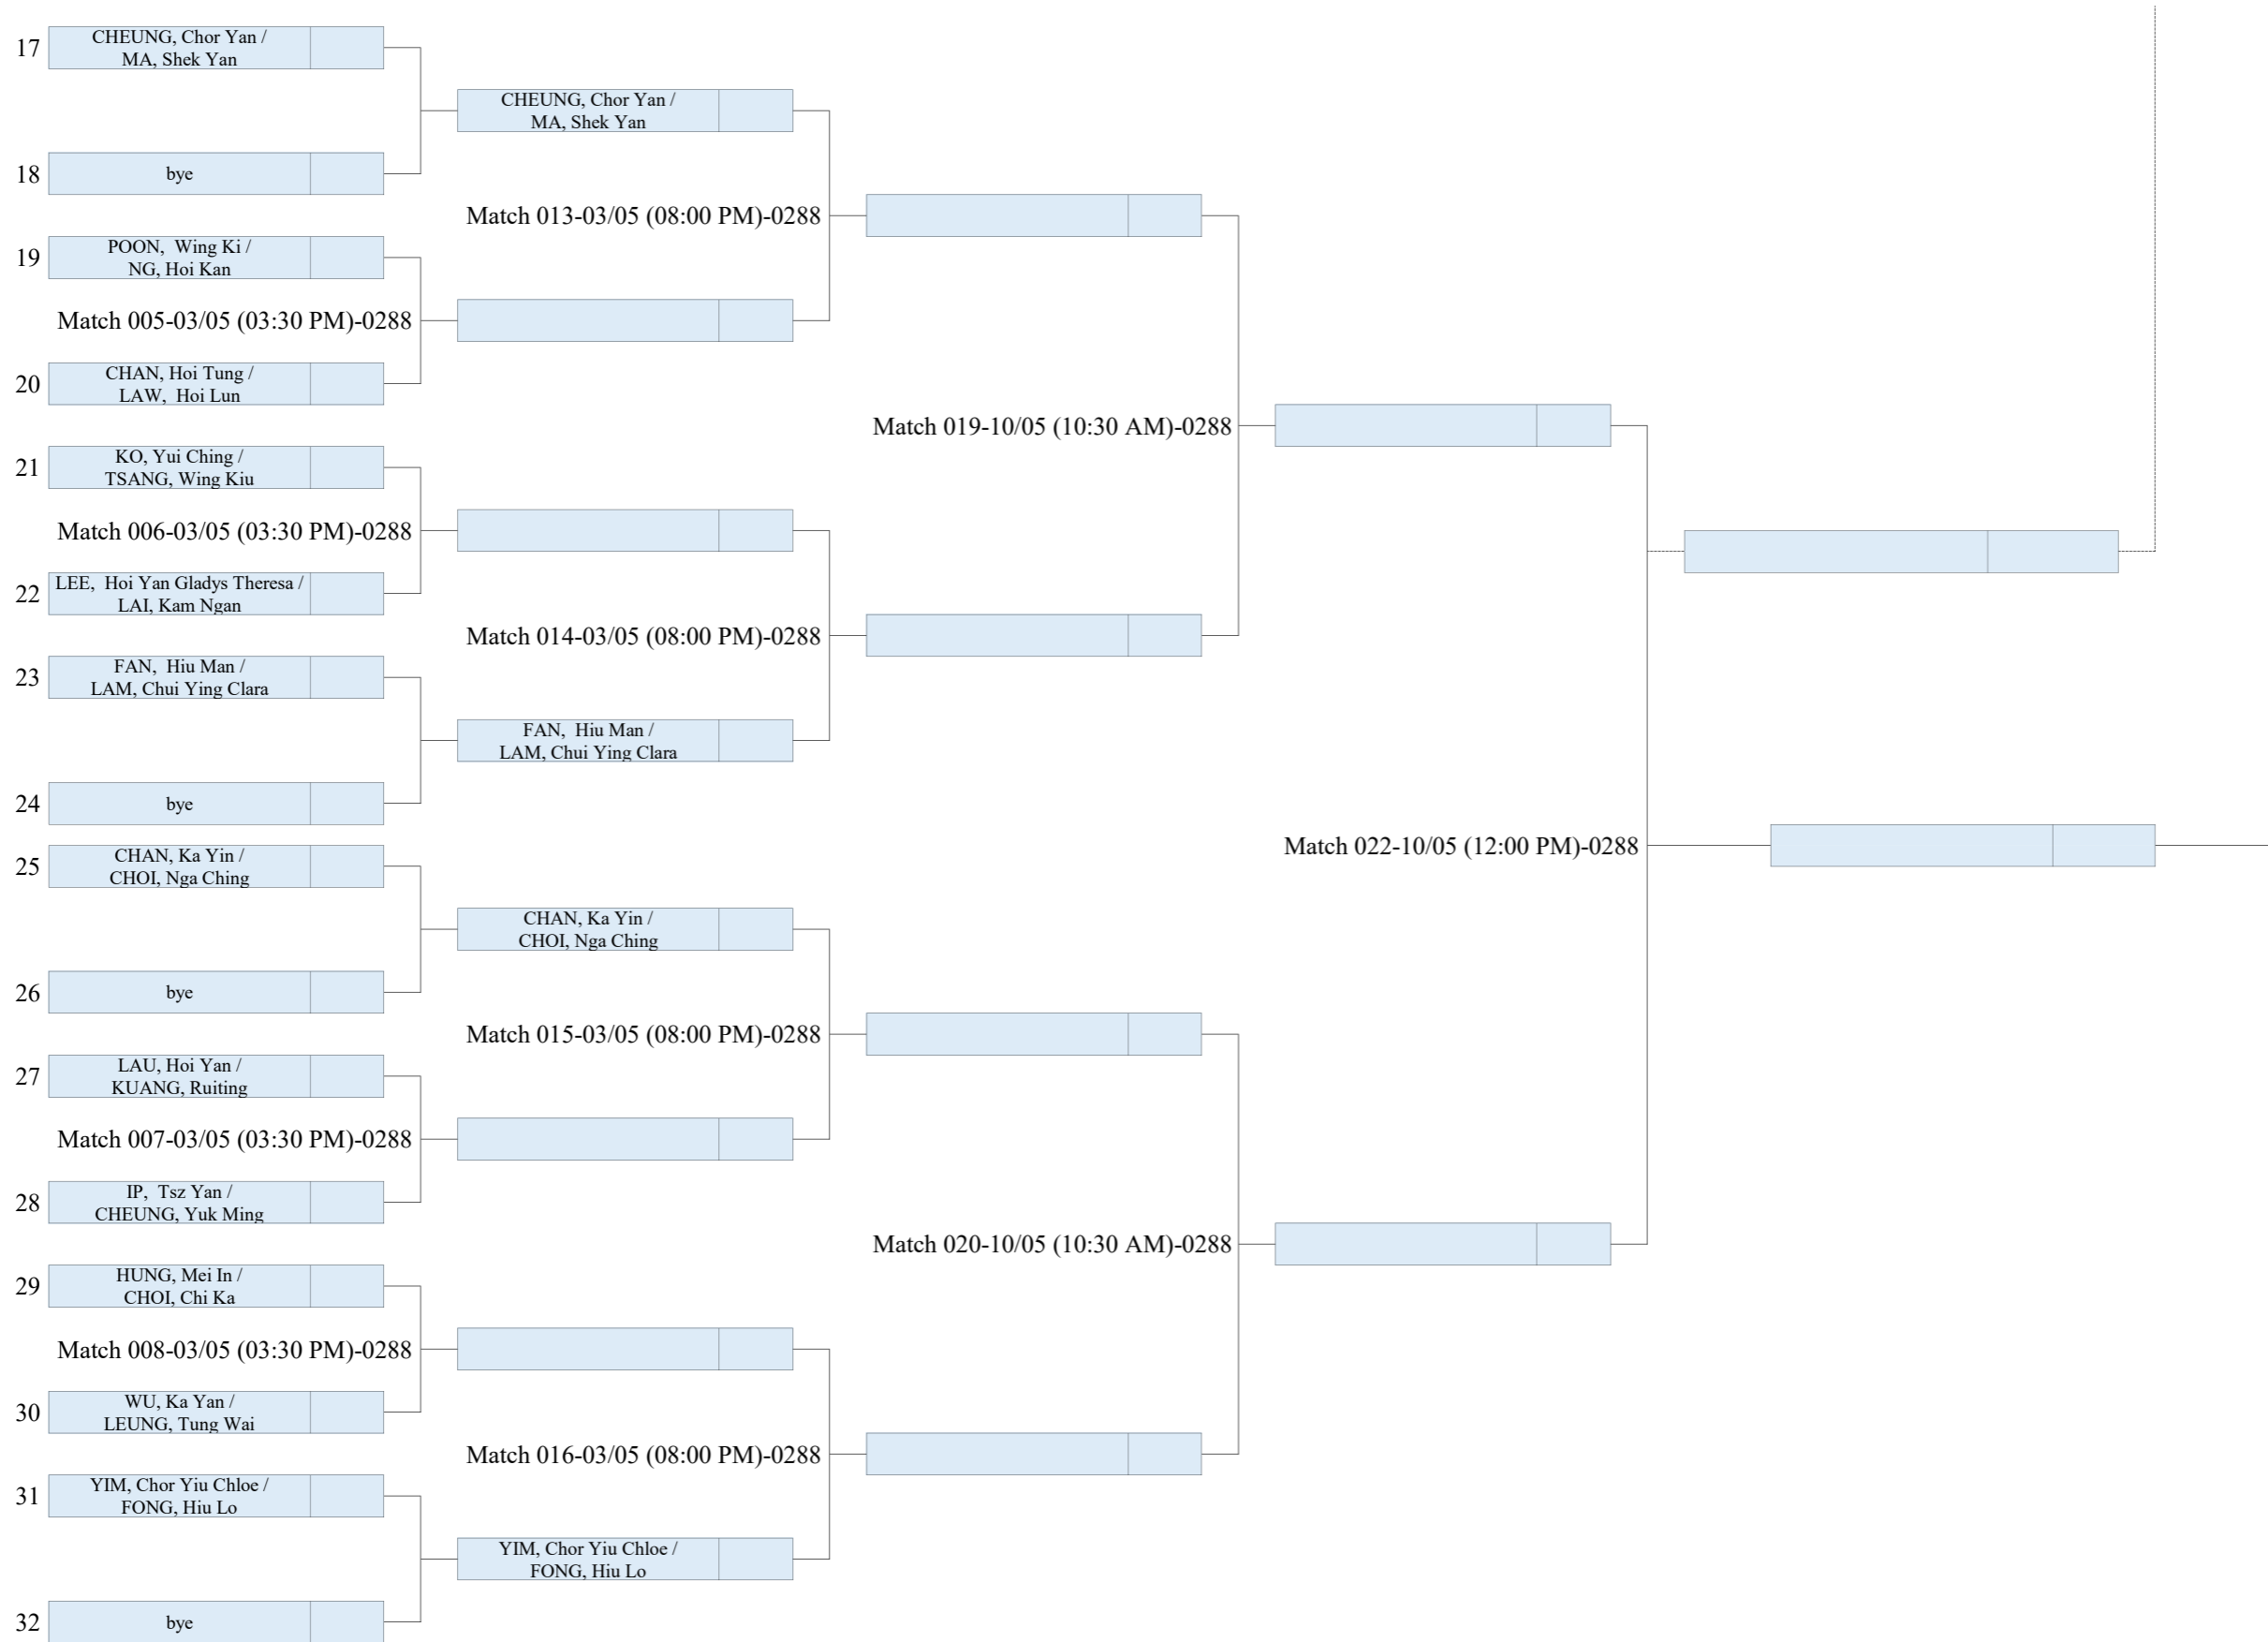 17
CHEUNG, Chor Yan /
MA, Shek Yan
CHEUNG, Chor Yan /
MA, Shek Yan
18
bye
Match 013-03/05 (08:00 PM)-0288
19
POON,  Wing Ki /
NG, Hoi Kan
Match 005-03/05 (03:30 PM)-0288
20
CHAN, Hoi Tung /
LAW,  Hoi Lun
Match 019-10/05 (10:30 AM)-0288
21
KO, Yui Ching /
TSANG, Wing Kiu
Match 006-03/05 (03:30 PM)-0288
22
LEE,  Hoi Yan Gladys Theresa /
LAI, Kam Ngan
Match 014-03/05 (08:00 PM)-0288
23
FAN,  Hiu Man /
LAM, Chui Ying Clara
FAN,  Hiu Man /
LAM, Chui Ying Clara
24
bye
Match 022-10/05 (12:00 PM)-0288
25
CHAN, Ka Yin /
CHOI, Nga Ching
CHAN, Ka Yin /
CHOI, Nga Ching
26
bye
Match 015-03/05 (08:00 PM)-0288
27
LAU, Hoi Yan /
KUANG, Ruiting
Match 007-03/05 (03:30 PM)-0288
28
IP,  Tsz Yan /
CHEUNG, Yuk Ming
Match 020-10/05 (10:30 AM)-0288
29
HUNG, Mei In /
CHOI, Chi Ka
Match 008-03/05 (03:30 PM)-0288
30
WU, Ka Yan /
LEUNG, Tung Wai
Match 016-03/05 (08:00 PM)-0288
31
YIM, Chor Yiu Chloe /
FONG, Hiu Lo
YIM, Chor Yiu Chloe /
FONG, Hiu Lo
32
bye